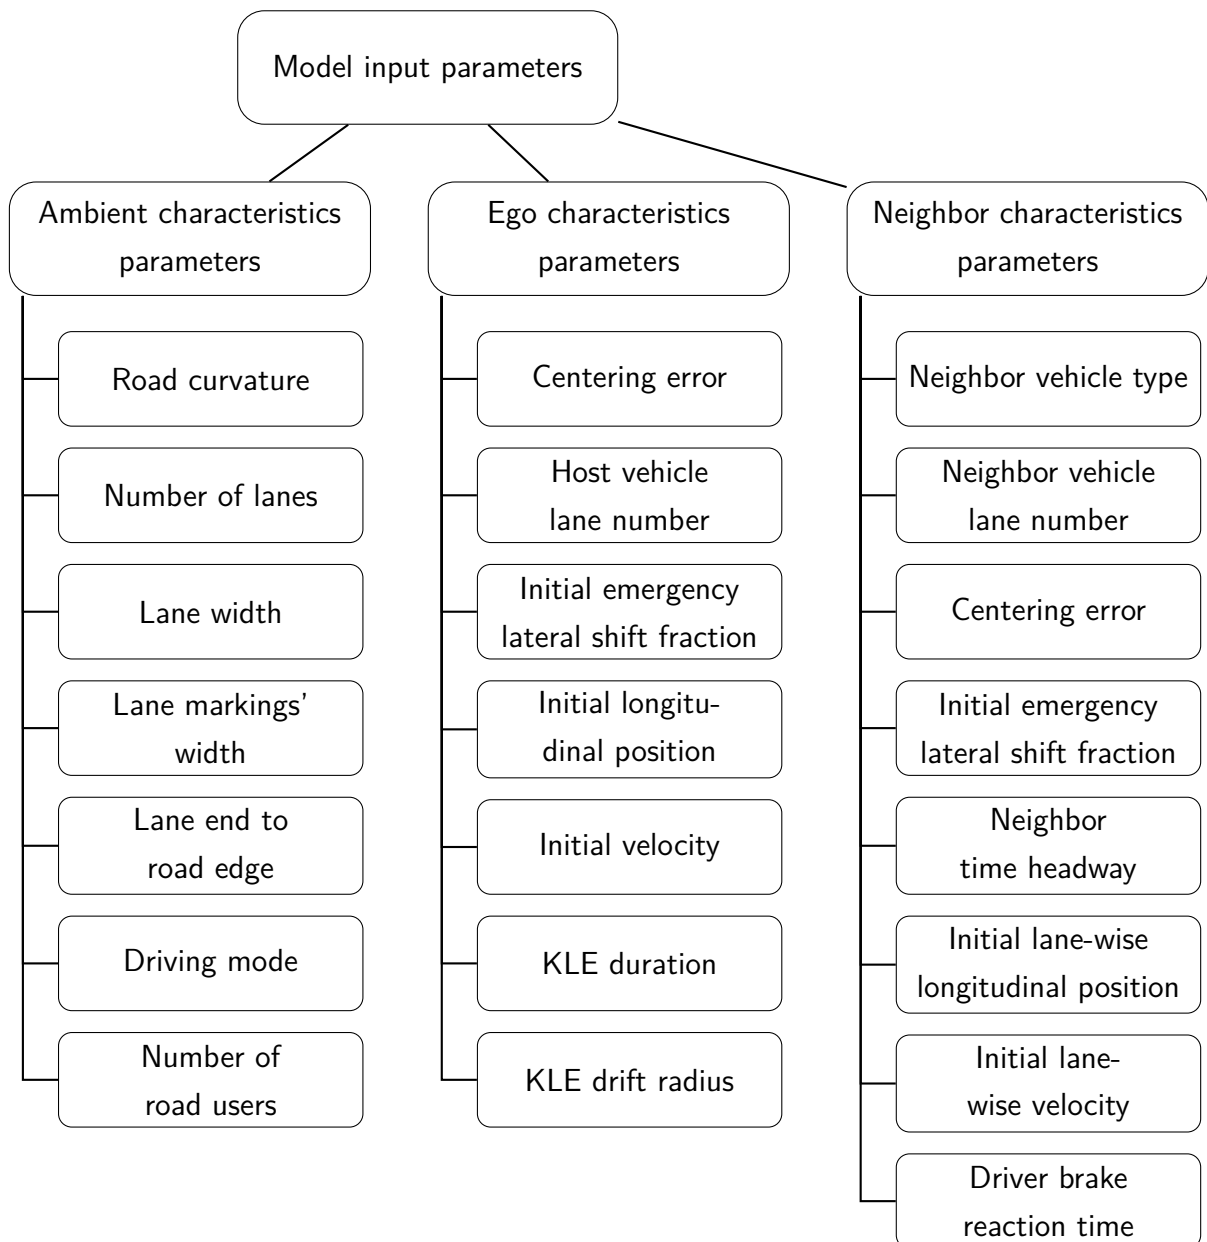 Model input parameters
Ambient characteristics
parameters
Road curvature
Number of lanes
Lane width
Lane markings’
width
Lane end to
road edge
Driving mode
Number of
road users
Ego characteristics
parameters
Centering error
Host vehicle
lane number
Initial emergency
lateral shift fraction
Initial longitu-
dinal position
Initial velocity
KLE duration
KLE drift radius
Neighbor characteristics
parameters
Neighbor vehicle type
Neighbor vehicle
lane number
Centering error
Initial emergency
lateral shift fraction
Neighbor
time headway
Initial lane-wise
longitudinal position
Initial lane-
wise velocity
Driver brake
reaction time